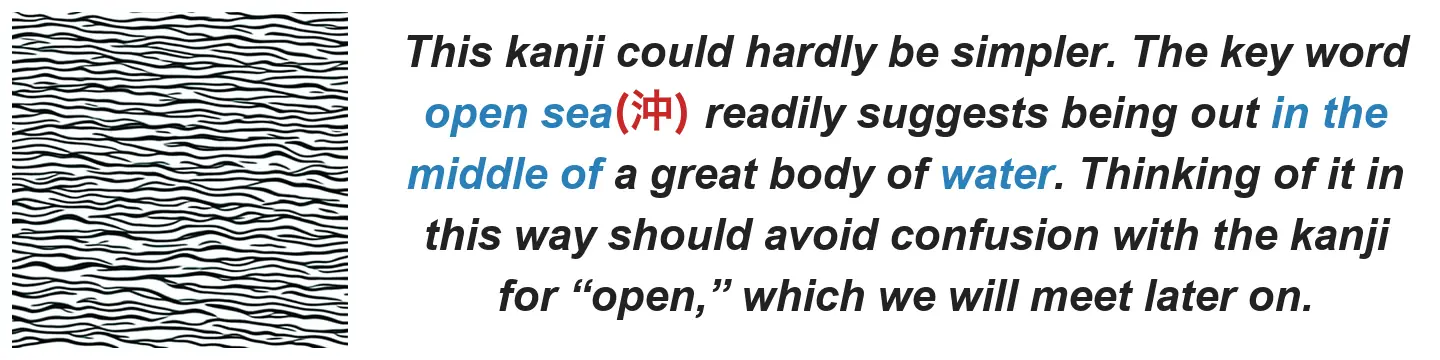 This kanji could hardly be simpler. The key word
open sea(沖) readily suggests being out in the
middle of a great body of water. Thinking of it in
this way should avoid confusion with the kanji
for “open,” which we will meet later on.